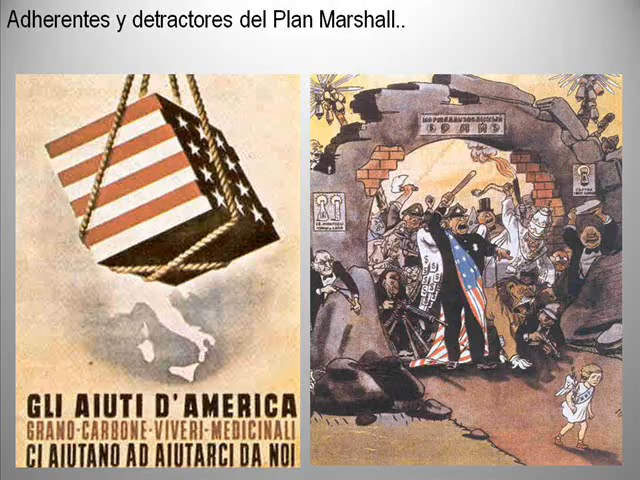 Adherentes y detractores del Plan Marshall..
GLI AIUTI D'AMERICA
GRANO-CARBONE-VIVERI-MEDICINALI
CI AIUTANO AD AIUTARCI DA NOI